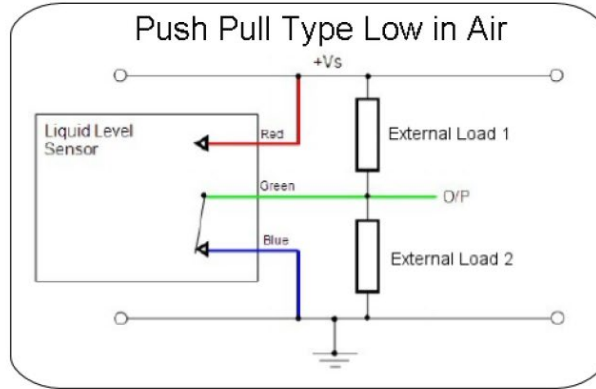 Push Pull Type Low in Air
+Vs
Liquid Level
Sensor
Red
External Load 1
Green
O/P
Blue
External Load 2